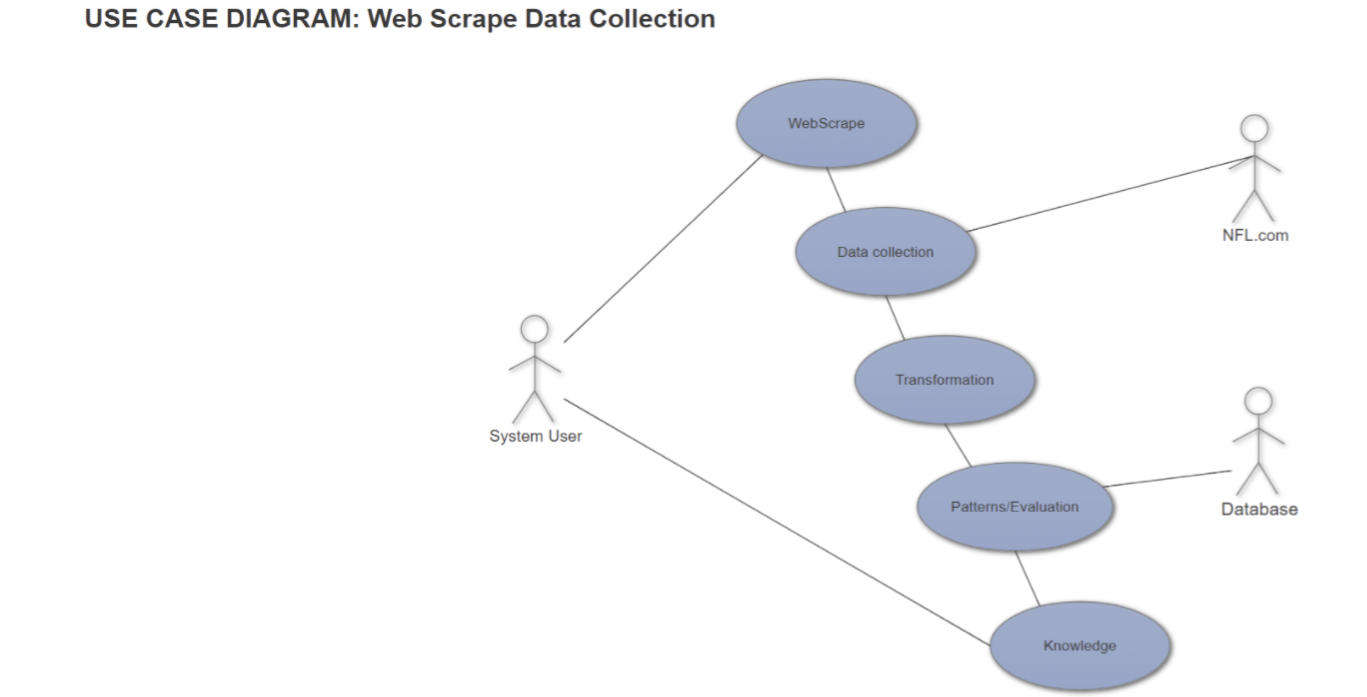 USE CASE DIAGRAM: Web Scrape Data Collection
WebScrape
NFL.com
Data collection
System User
Transformation
Database
Patterns/Evaluation
Knowledge